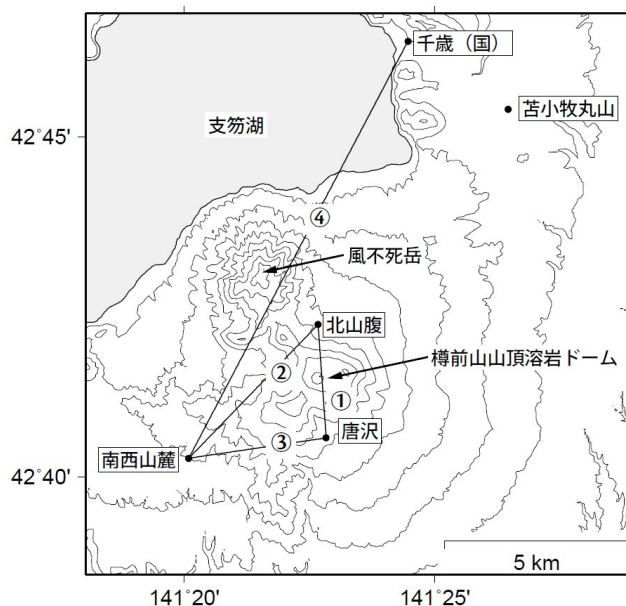 千歳（国）
苫小牧丸山
支笏湖
42°45'
④
風不死岳
北山腹
樽前山山頂溶岩ドーム
②
①
唐沢
③
南西山麓
42°40'
5 km
141°20'
141°25'